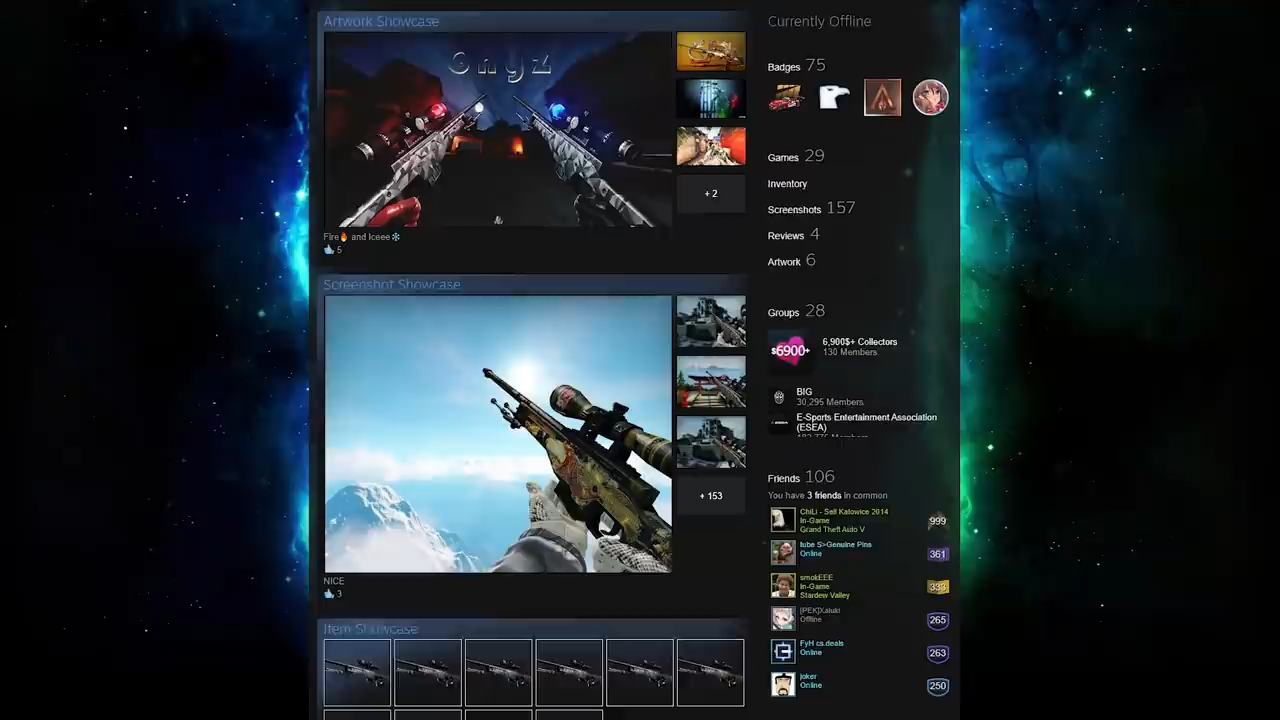 Artwork Showcase
Onyz
+ 2
Fire🔥 and Iceee❄
5
Screenshot Showcase
+ 153
NICE
3
Item Showcase
Currently Offline
Badges 75
Games 29
Inventory
Screenshots 157
Reviews 4
Artwork 6
Groups 28
$6900+
6,900$+ Collectors
130 Members
BIG
30,295 Members
E-Sports Entertainment Association
(ESEA)
Members
Friends 106
You have 3 friends in common
ChiLi - Sell Katowice 2014
In-Game
Grand Theft Auto V
999
lube S>Genuine Pins
Online
361
smokEEE
In-Game
Stardew Valley
333
Offline
265
FyH cs.deals
Online
263
joker
Online
250